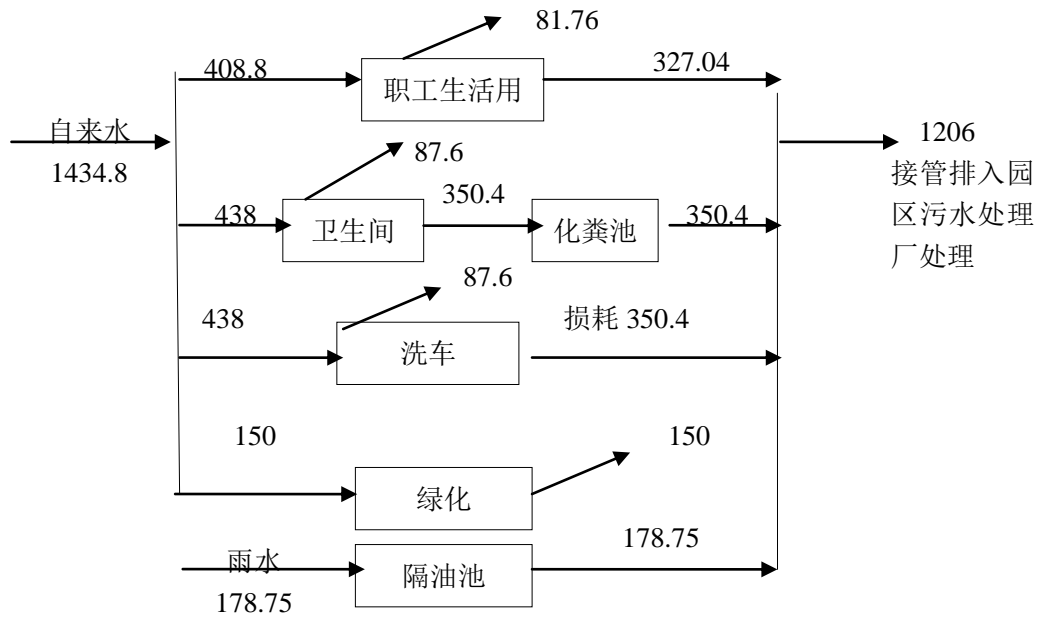 81.76
408.8
职工生活用
327.04
自来水
1434.8
1206
接管排入园
区污水处理
厂处理
87.6
438
卫生间
350.4
化粪池
350.4
87.6
438
洗车
损耗 350.4
150
绿化
150
雨水
178.75
隔油池
178.75